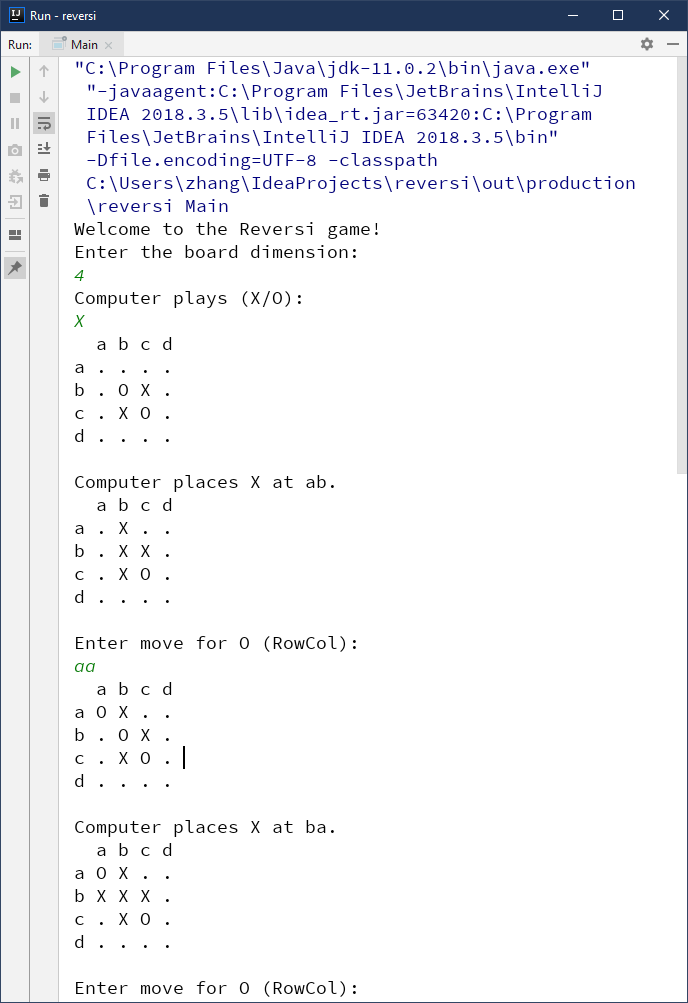 Run - reversi
Run: Main
"C:\Program Files\Java\jdk-11.0.2\bin\java.exe"
"-javaagent:C:\Program Files\JetBrains\IntelliJ
IDEA 2018.3.5\lib\idea_rt.jar=63420:C:\Program
Files\JetBrains\IntelliJ IDEA 2018.3.5\bin"
-Dfile.encoding=UTF-8 -classpath
C:\Users\zhang\IdeaProjects\reversi\out\production
\reversi Main
Welcome to the Reversi game!
Enter the board dimension:
4
Computer plays (X/O):
X
  a b c d
a . . . .
b . O X .
c . X O .
d . . . .
Computer places X at ab.
  a b c d
a . X . .
b . X X .
c . X O .
d . . . .
Enter move for O (RowCol):
aa
  a b c d
a O X . .
b . O X .
c . X O .
d . . . .
Computer places X at ba.
  a b c d
a O X . .
b X X X .
c . X O .
d . . . .
Enter move for O (RowCol):